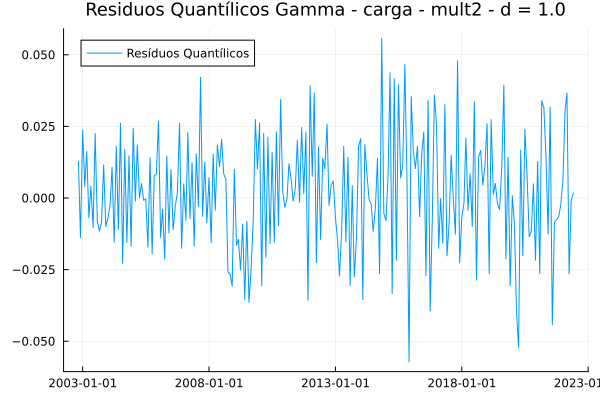 Residuos Quantílicos Gamma - carga - mult2 - d = 1.0
Resíduos Quantílicos
0.050
0.025
0.000
−0.025
−0.050
2003-01-01 2008-01-01 2013-01-01 2018-01-01 2023-01